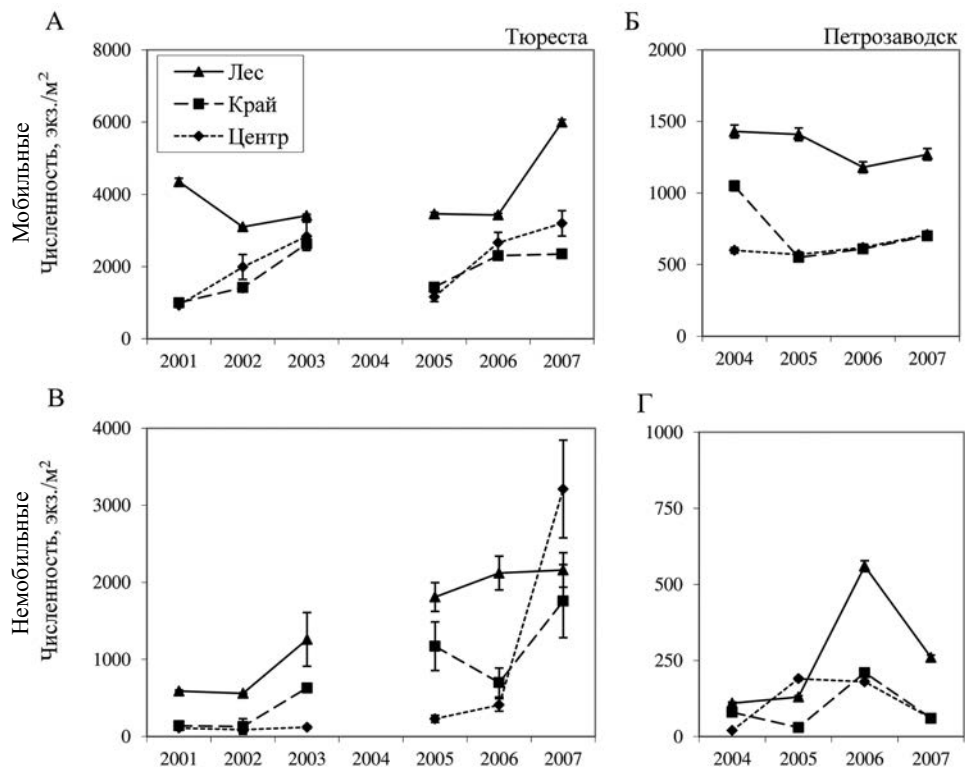 А
Тюреста
Мобильные
Численность, экз./м²
8000
6000
4000
2000
0
Лес
Край
Центр
2001 2002 2003 2004 2005 2006 2007
Б
Петрозаводск
2000
1500
1000
500
0
2004 2005 2006 2007
В
Немобильные
Численность, экз./м²
4000
3000
2000
1000
0
2001 2002 2003 2004 2005 2006 2007
Г
1000
750
500
250
0
2004 2005 2006 2007